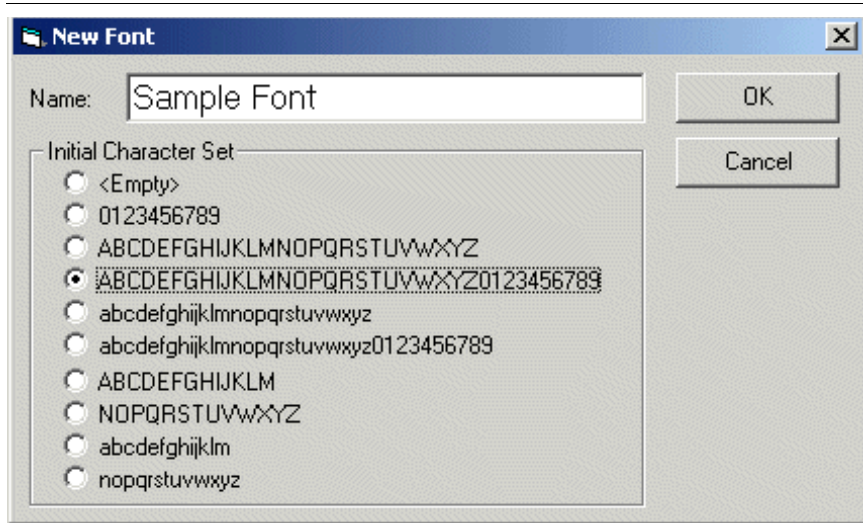 New Font
Name: Sample Font OK
Initial Character Set Cancel
<Empty>
0123456789
ABCDEFGHIJKLMNOPQRSTUVWXYZ
ABCDEFGHIJKLMNOPQRSTUVWXYZ0123456789
abcdefghijklmnopqrstuvwxyz
abcdefghijklmnopqrstuvwxyz0123456789
ABCDEFGHIJKLM
NOPQRSTUVWXYZ
abcdefghijklm
nopqrstuvwxyz